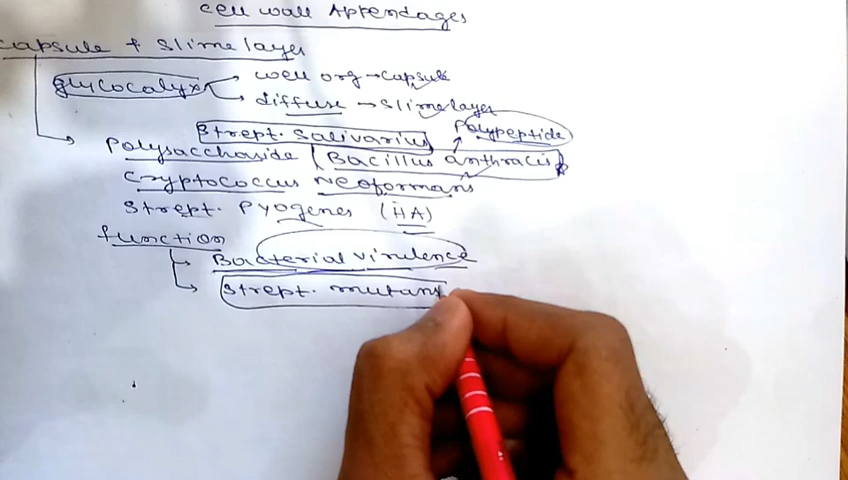 Cell wall Appendages
Capsule + Slime layer
glycocalyx → well org → capsule
→ diffuse → slime layer
Strept. salivarius Polypeptide
Polysaccharide (Bacillus anthracis)
Cryptococcus Neoformans
Strept. Pyogenes (HA)
function
Bacterial virulence
Strept. mutant